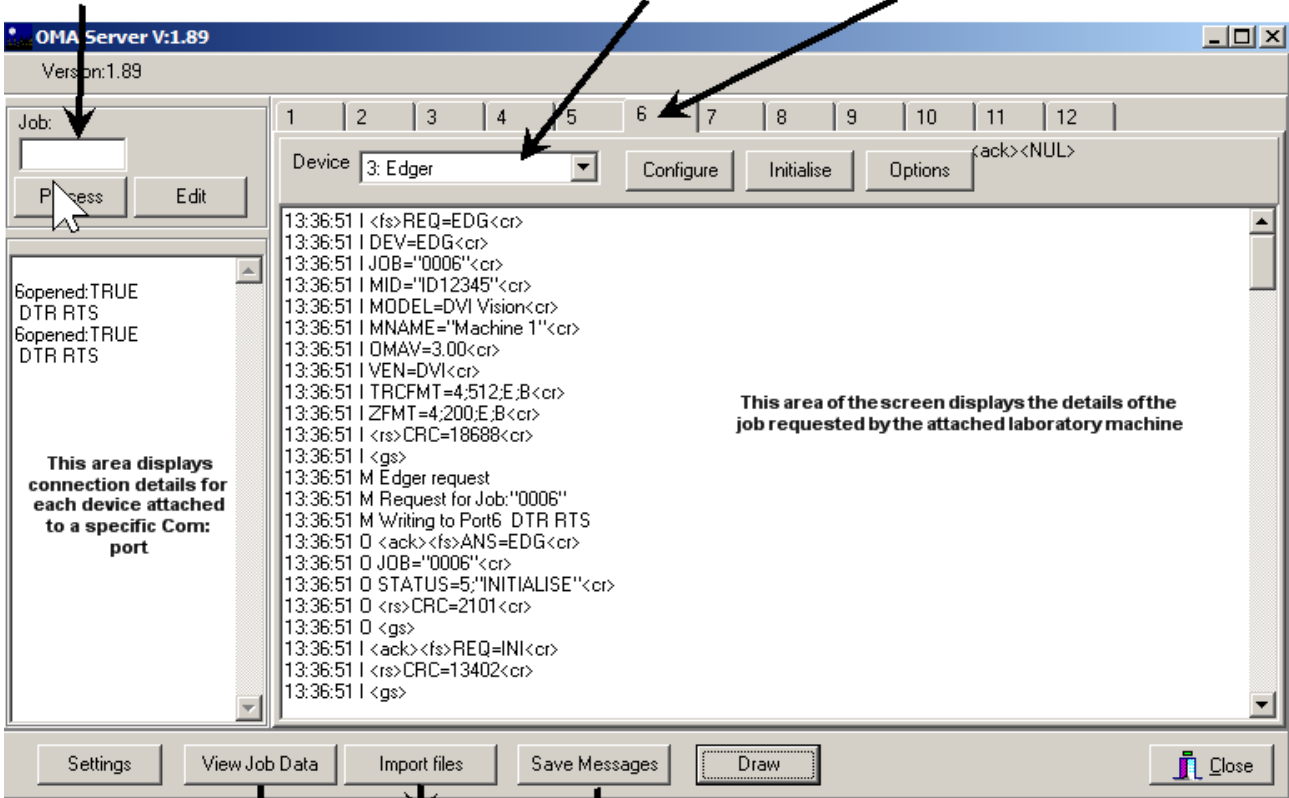 OMA Server V:1.89
Version:1.89
Job:
Process Edit
6opened:TRUE
DTR RTS
6opened:TRUE
DTR RTS
This area displays
connection details for
each device attached
to a specific Com:
port
1 2 3 4 5 6 7 8 9 10 11 12
Device 3: Edger Configure Initialise Options <ack><NUL>
13:36:51 I <fs>REQ=EDG<cr>
13:36:51 I DEV=EDG<cr>
13:36:51 I JOB="0006"<cr>
13:36:51 I MID="ID12345"<cr>
13:36:51 I MODEL=DVI Vision<cr>
13:36:51 I MNAME="Machine 1"<cr>
13:36:51 I OMAV=3.00<cr>
13:36:51 I VEN=DVI<cr>
13:36:51 I TRCFMT=4;512;E;B<cr>
13:36:51 I ZFMT=4;200;E;B<cr>
13:36:51 I <rs>CRC=18688<cr>
13:36:51 I <gs>
13:36:51 M Edger request
13:36:51 M Request for Job:"0006"
13:36:51 M Writing to Port6 DTR RTS
13:36:51 O <ack><fs>ANS=EDG<cr>
13:36:51 O JOB="0006"<cr>
13:36:51 O STATUS=5;"INITIALISE"<cr>
13:36:51 O <rs>CRC=2101<cr>
13:36:51 O <gs>
13:36:51 I <ack><fs>REQ=INI<cr>
13:36:51 I <rs>CRC=13402<cr>
13:36:51 I <gs>
This area of the screen displays the details of the
job requested by the attached laboratory machine
Settings View Job Data Import files Save Messages Draw Close